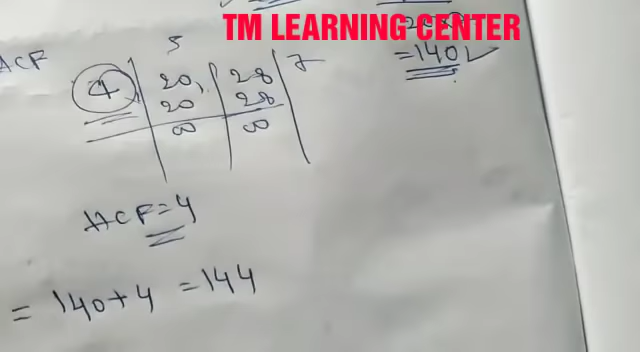 TM LEARNING CENTER
=140
HCF
5
4 20, 28 7
20 28
00 00
HCF=4
= 140+4 =144